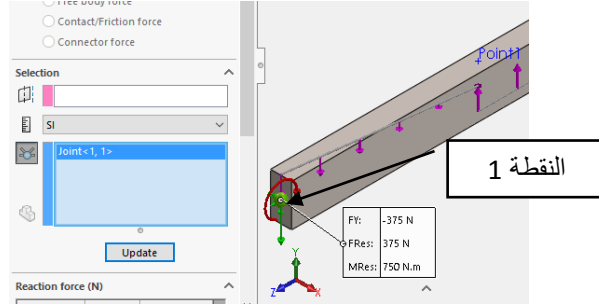 Free body force
Contact/Friction force
Connector force
Selection
SI
Joint<1, 1>
Update
Reaction force (N)
Point1
النقطة 1
FY: -375 N
FRes: 375 N
MRes: 750 N.m
Y
Z
X